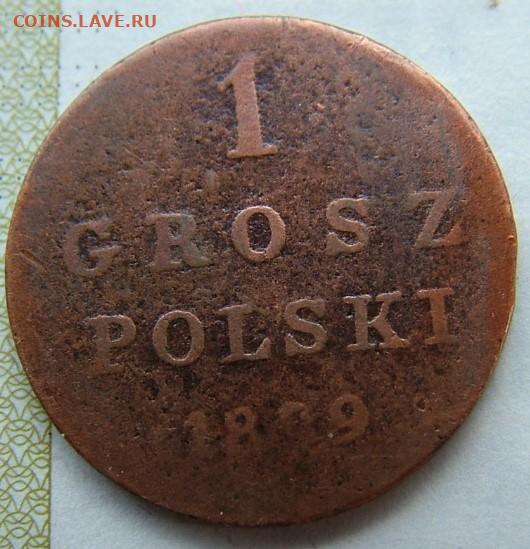 COINS.LAVE.RU
1
GROSZ
POLSKI